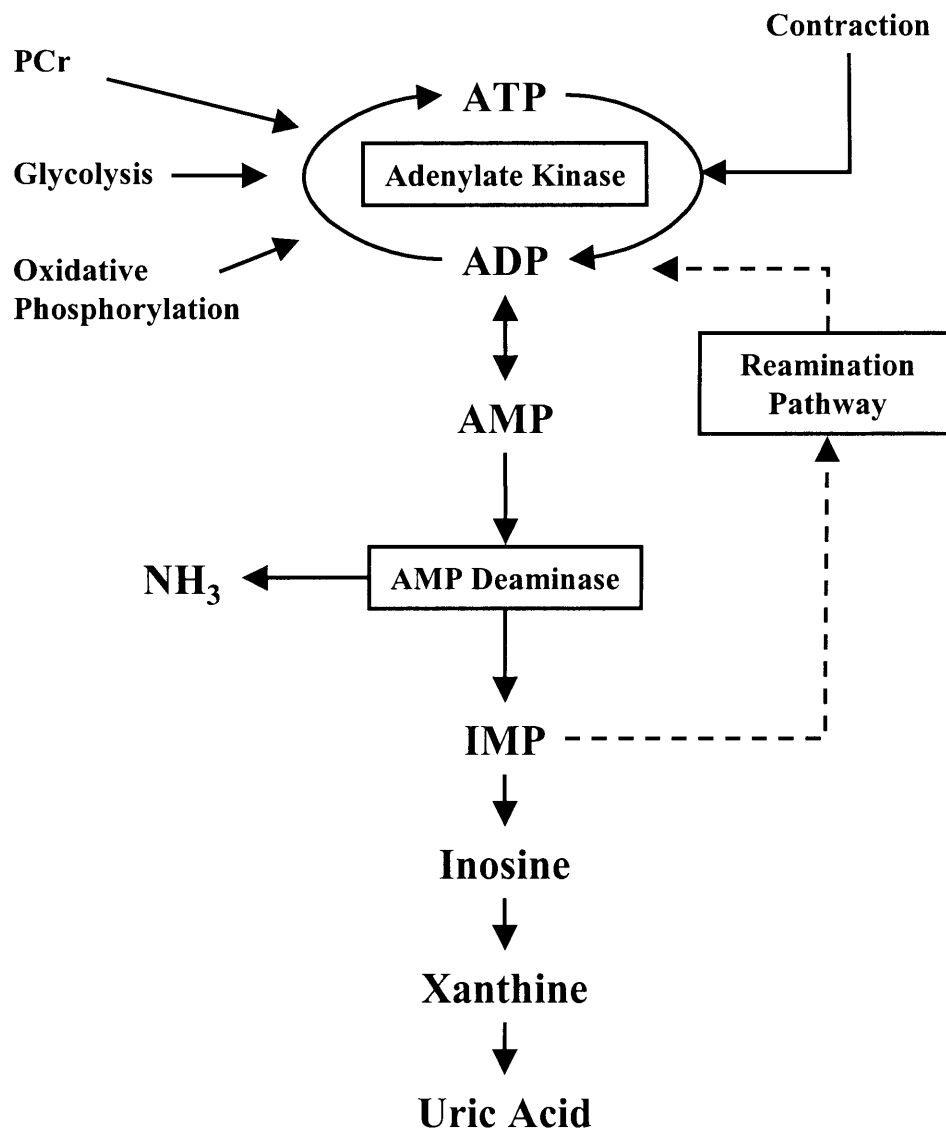 Contraction
PCr
ATP
Glycolysis
Adenylate Kinase
Oxidative
Phosphorylation
ADP
Reamination
Pathway
AMP
NH₃
AMP Deaminase
IMP
Inosine
Xanthine
Uric Acid